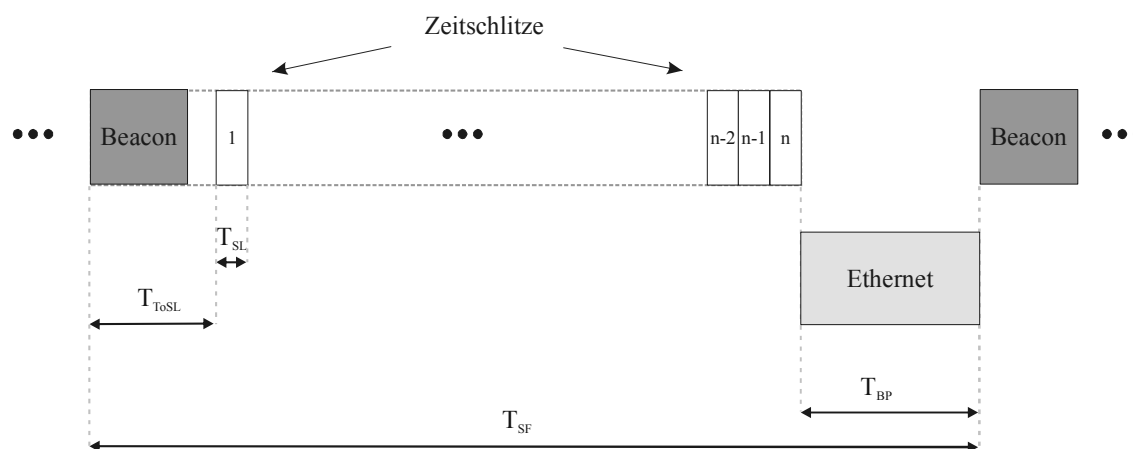 Zeitschlitze
Beacon
1
n-2
n-1
n
Beacon
T_SL
Ethernet
T_ToSL
T_BP
T_SF